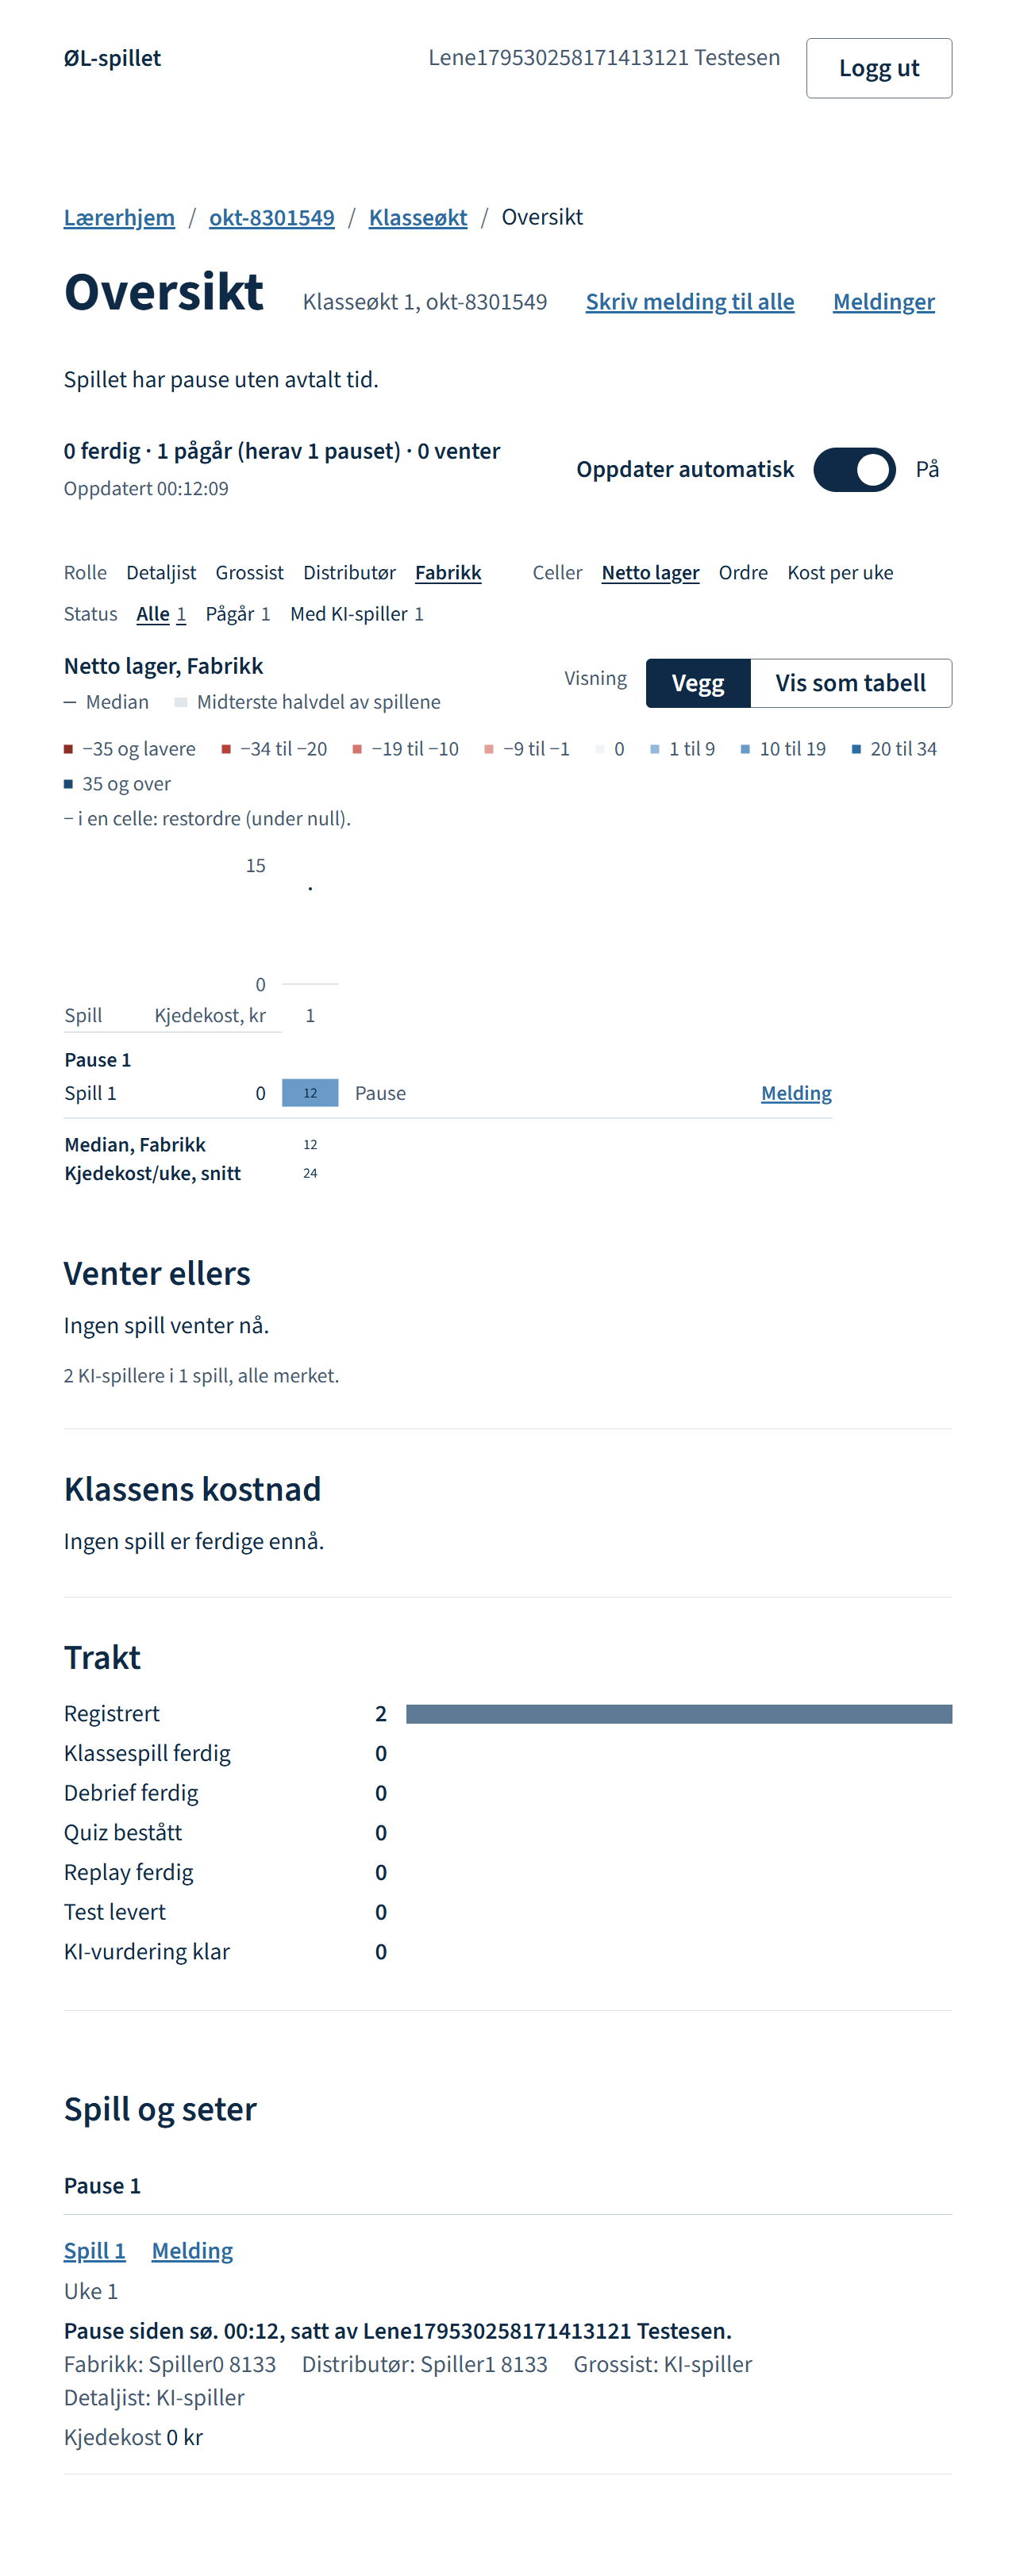 ØL-spillet
Lene179530258171413121 Testesen
Logg ut
Lærerhjem / okt-8301549 / Klasseøkt / Oversikt
Oversikt
Klasseøkt 1, okt-8301549
Skriv melding til alle
Meldinger
Spillet har pause uten avtalt tid.
0 ferdig · 1 pågår (herav 1 pauset) · 0 venter
Oppdatert 00:12:09
Oppdater automatisk På
Rolle Detaljist Grossist Distributør Fabrikk
Celler Netto lager Ordre Kost per uke
Status Alle 1 Pågår 1 Med KI-spiller 1
Netto lager, Fabrikk
Median Midterste halvdel av spillene
Visning Vegg Vis som tabell
−35 og lavere −34 til −20 −19 til −10 −9 til −1 0 1 til 9 10 til 19 20 til 34
35 og over
− i en celle: restordre (under null).
15
0
Spill Kjedekost, kr 1
Pause 1
Spill 1 0 12 Pause Melding
Median, Fabrikk 12
Kjedekost/uke, snitt 24
Venter ellers
Ingen spill venter nå.
2 KI-spillere i 1 spill, alle merket.
Klassens kostnad
Ingen spill er ferdige ennå.
Trakt
Registrert 2
Klassespill ferdig 0
Debrief ferdig 0
Quiz bestått 0
Replay ferdig 0
Test levert 0
KI-vurdering klar 0
Spill og seter
Pause 1
Spill 1 Melding
Uke 1
Pause siden sø. 00:12, satt av Lene179530258171413121 Testesen.
Fabrikk: Spiller0 8133 Distributør: Spiller1 8133 Grossist: KI-spiller
Detaljist: KI-spiller
Kjedekost 0 kr